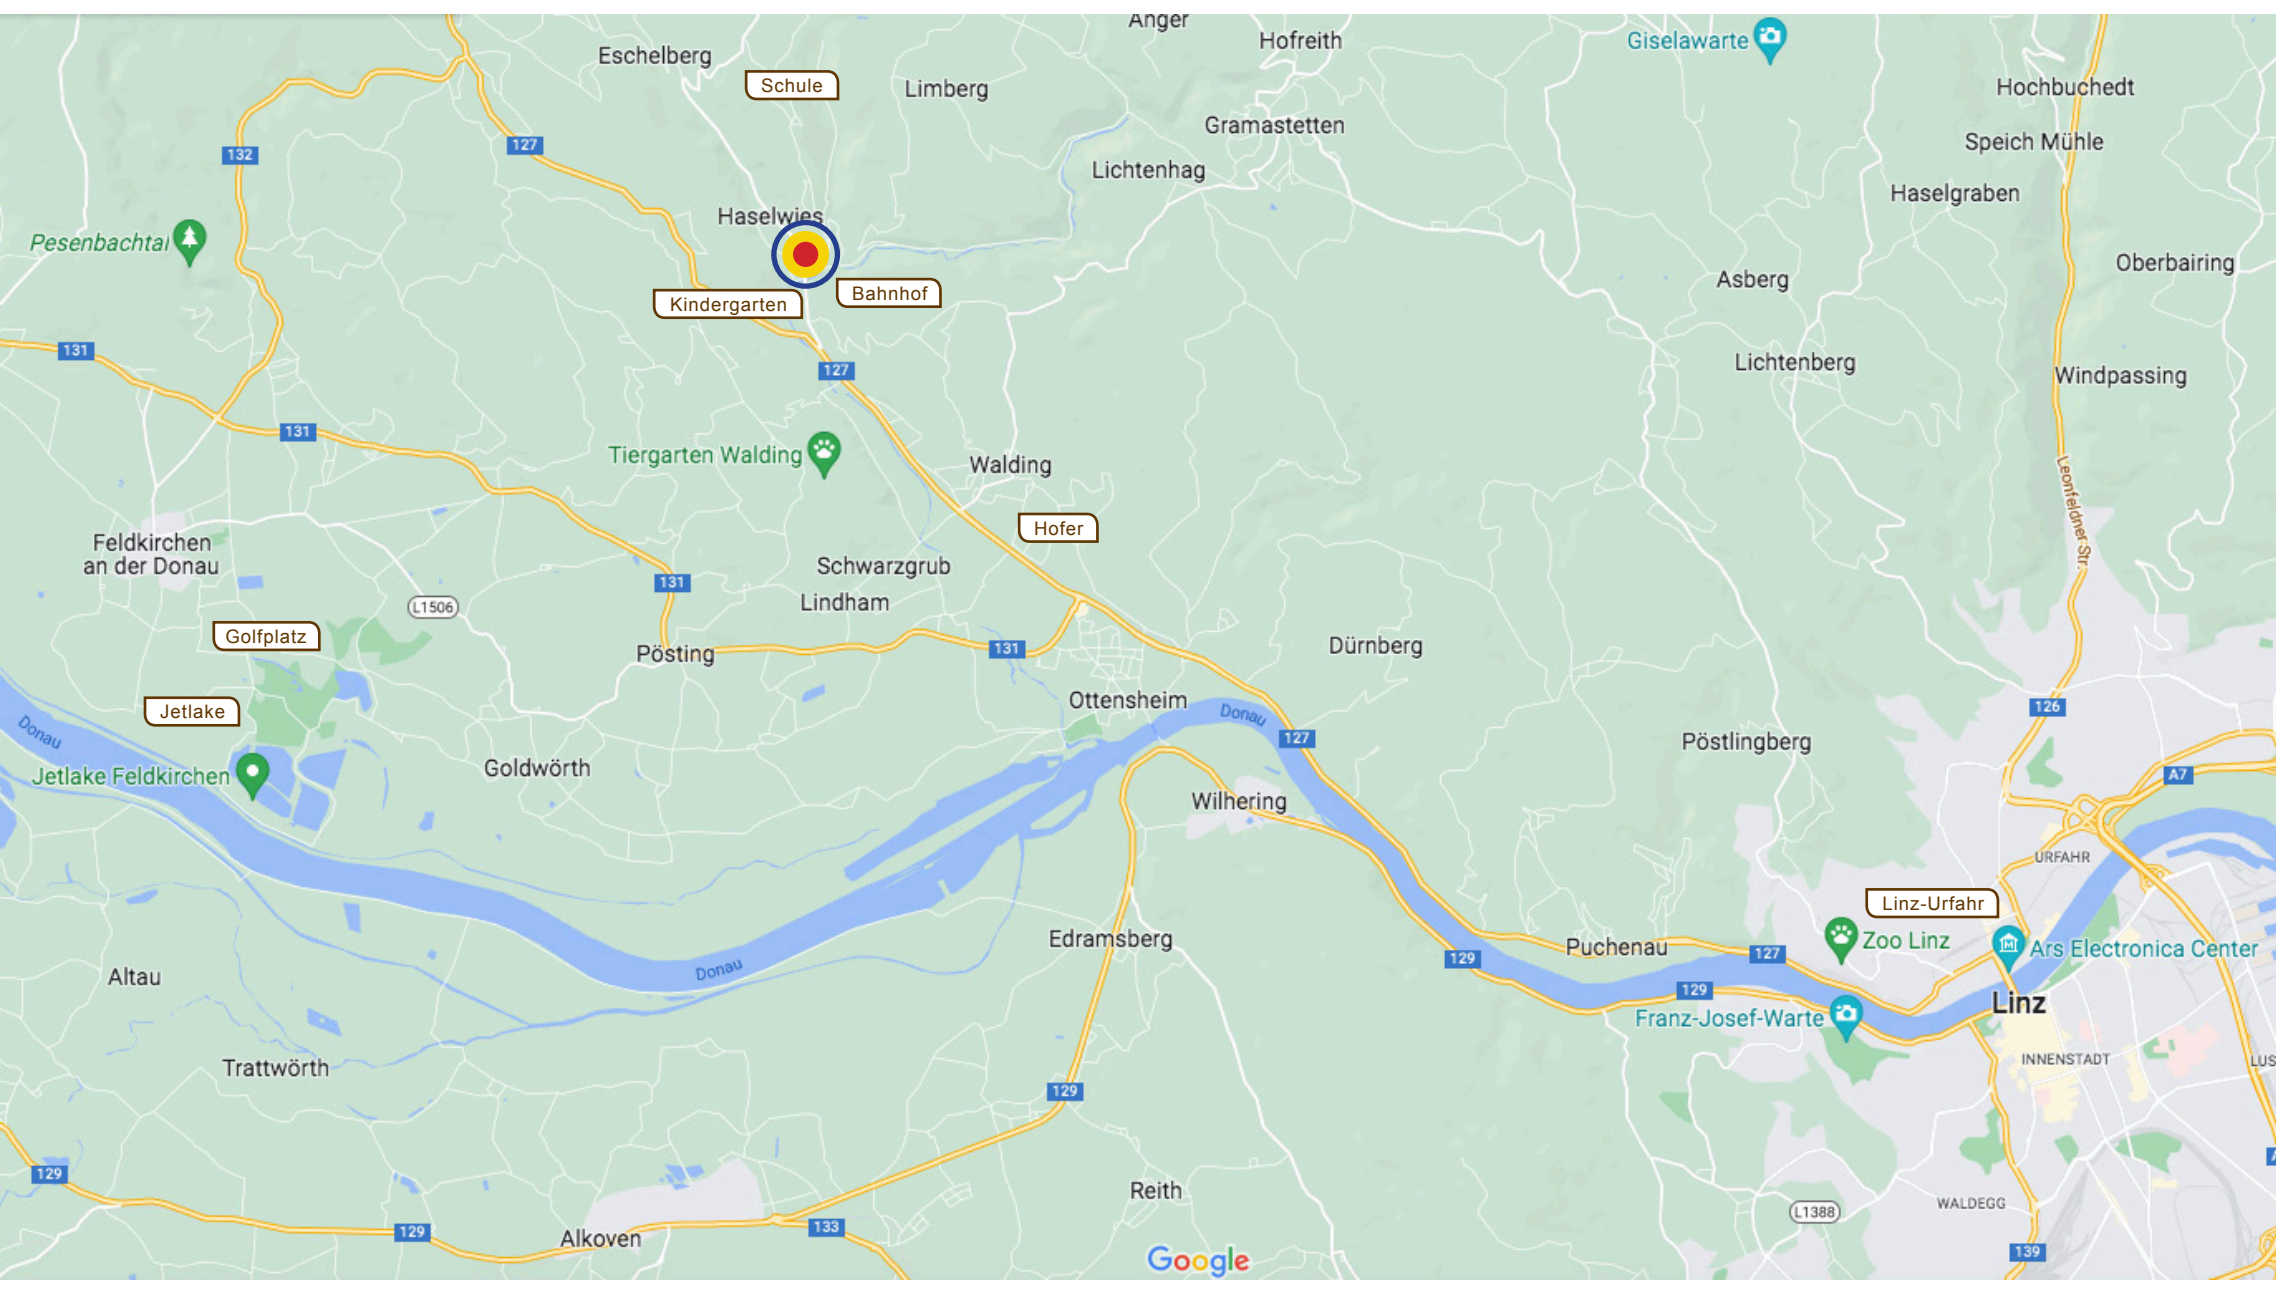 Anger
Hofreith
Giselawarte
Eschelberg
Schule
Limberg
Hochbuchedt
Gramastetten
127
Speich Mühle
132
Lichtenhag
Haselgraben
Haselwies
Pesenbachtal
Oberbairing
Asberg
Bahnhof
Kindergarten
131
Lichtenberg
127
Windpassing
131
Tiergarten Walding
Walding
Leonfeldner Str.
Hofer
Feldkirchen
an der Donau
Schwarzgrub
131
Lindham
L1506
Golfplatz
Pösting
131
Dürnberg
Ottensheim
126
Jetlake
Donau
Donau
127
Pöstlingberg
Jetlake Feldkirchen
Goldwörth
A7
Wilhering
URFAHR
Linz-Urfahr
Edramsberg
Puchenau
127
Zoo Linz
Ars Electronica Center
129
Donau
Altau
129
Linz
Franz-Josef-Warte
Trattwörth
INNENSTADT
LUS
129
A
129
Reith
WALDEGG
L1388
129
133
Alkoven
139
Google